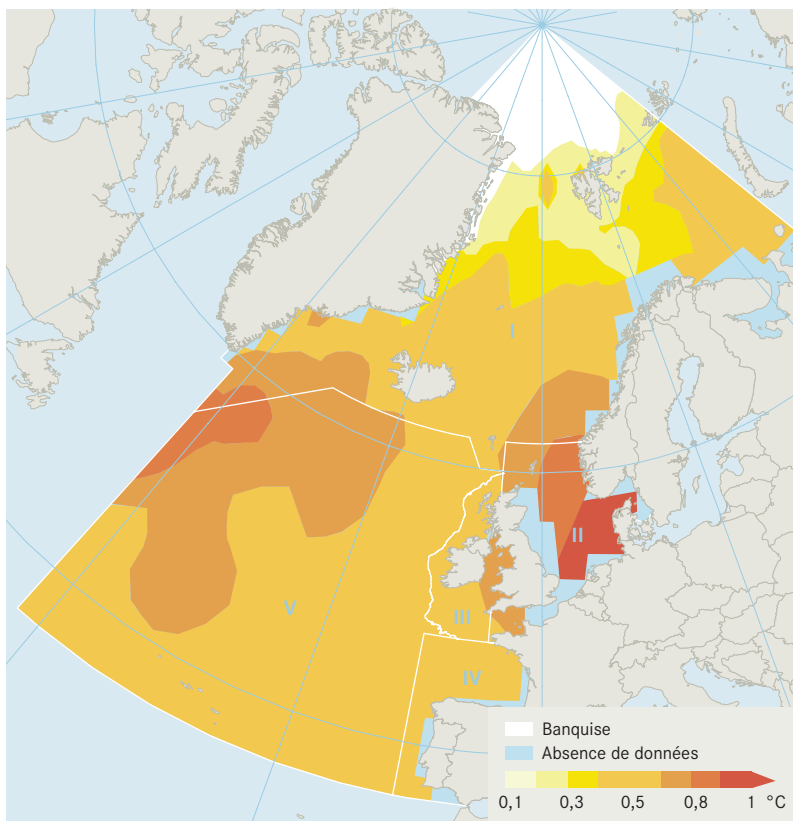 I
II
V
III
IV
Banquise
Absence de données
0,1 0,3 0,5 0,8 1 °C